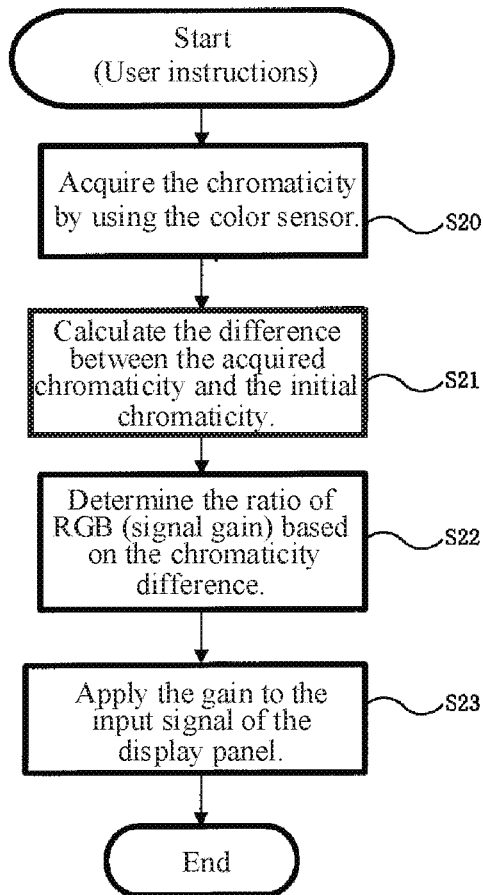 Start
(User instructions)
Acquire the chromaticity
by using the color sensor.
S20
Calculate the difference
between the acquired
chromaticity and the initial
chromaticity.
S21
Determine the ratio of
RGB (signal gain) based
on the chromaticity
difference.
S22
Apply the gain to the
input signal of the
display panel.
S23
End